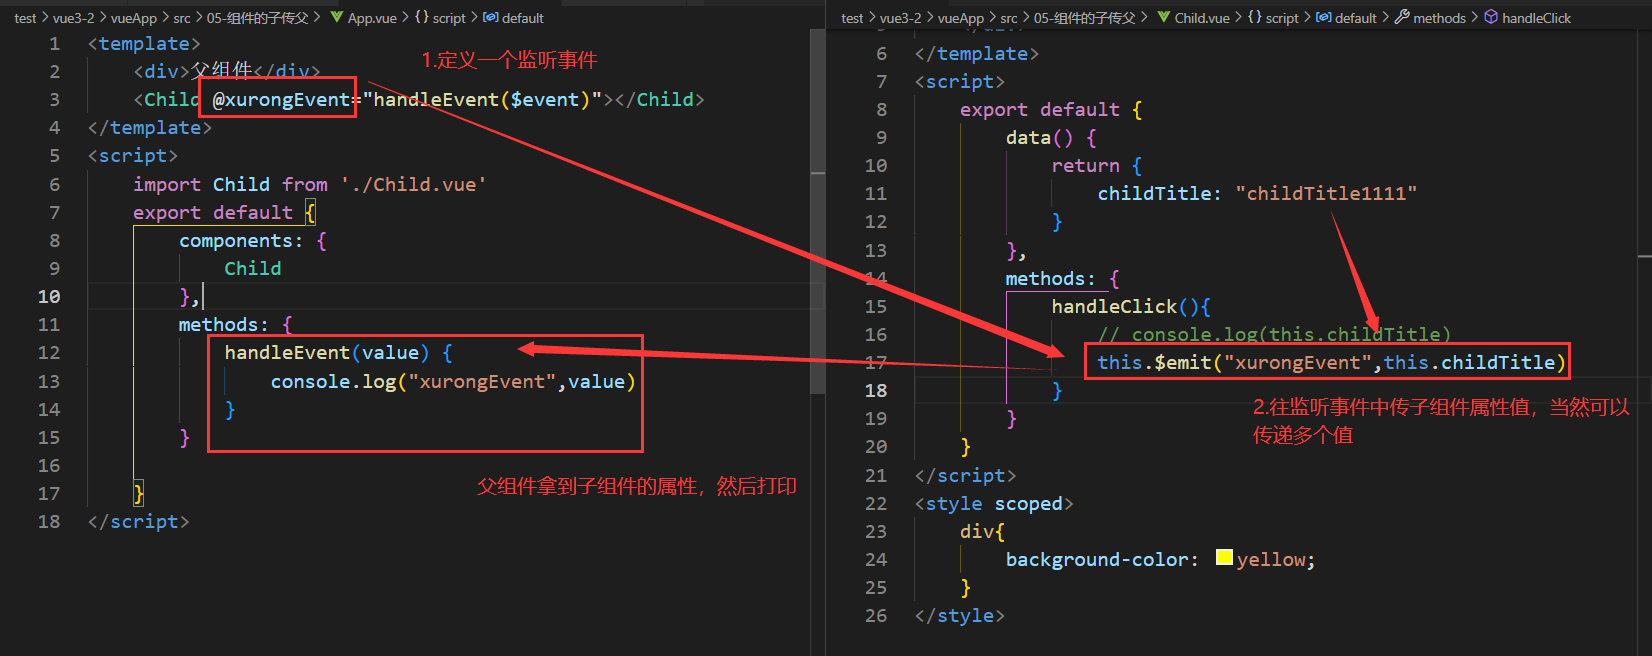 test > vue3-2 > vueApp > src > 05-组件的子传父 > App.vue > {} script > default
1 <template>
2 <div>父组件</div>
3 <Child @xurongEvent="handleEvent($event)"></Child>
4 </template>
5 <script>
6 import Child from './Child.vue'
7 export default {
8 components: {
9 Child
10 },
11 methods: {
12 handleEvent(value) {
13 console.log("xurongEvent",value)
14 }
15 }
16
17 }
18 </script>
1.定义一个监听事件
父组件拿到子组件的属性，然后打印
test > vue3-2 > vueApp > src > 05-组件的子传父 > Child.vue > {} script > default > methods > handleClick
6 </template>
7 <script>
8 export default {
9 data() {
10 return {
11 childTitle: "childTitle1111"
12 }
13 },
14 methods: {
15 handleClick(){
16 // console.log(this.childTitle)
17 this.$emit("xurongEvent",this.childTitle)
18 }
19 }
20 }
21 </script>
22 <style scoped>
23 div{
24 background-color: yellow;
25 }
26 </style>
2.往监听事件中传子组件属性值，当然可以
传递多个值